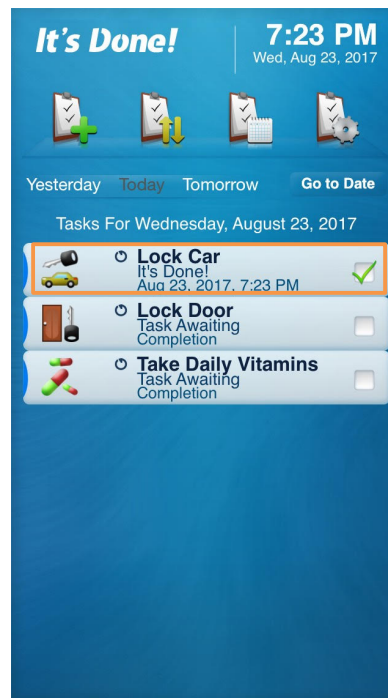 It's Done!
7:23 PM
Wed, Aug 23, 2017
Yesterday Today Tomorrow Go to Date
Tasks For Wednesday, August 23, 2017
Lock Car
It's Done!
Aug 23, 2017, 7:23 PM
Lock Door
Task Awaiting
Completion
Take Daily Vitamins
Task Awaiting
Completion